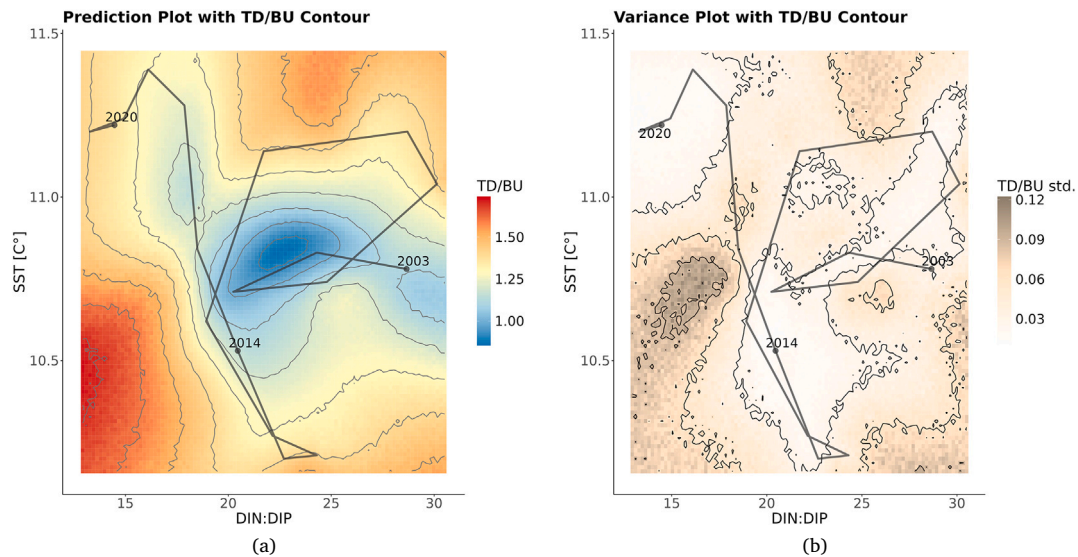 Prediction Plot with TD/BU Contour
11.5
11.0
10.5
SST [C°]
2020
2003
2014
15
20
25
30
DIN:DIP
TD/BU
1.50
1.25
1.00
(a)
Variance Plot with TD/BU Contour
11.5
11.0
10.5
SST [C°]
2020
2003
2014
15
20
25
30
DIN:DIP
TD/BU std.
0.12
0.09
0.06
0.03
(b)